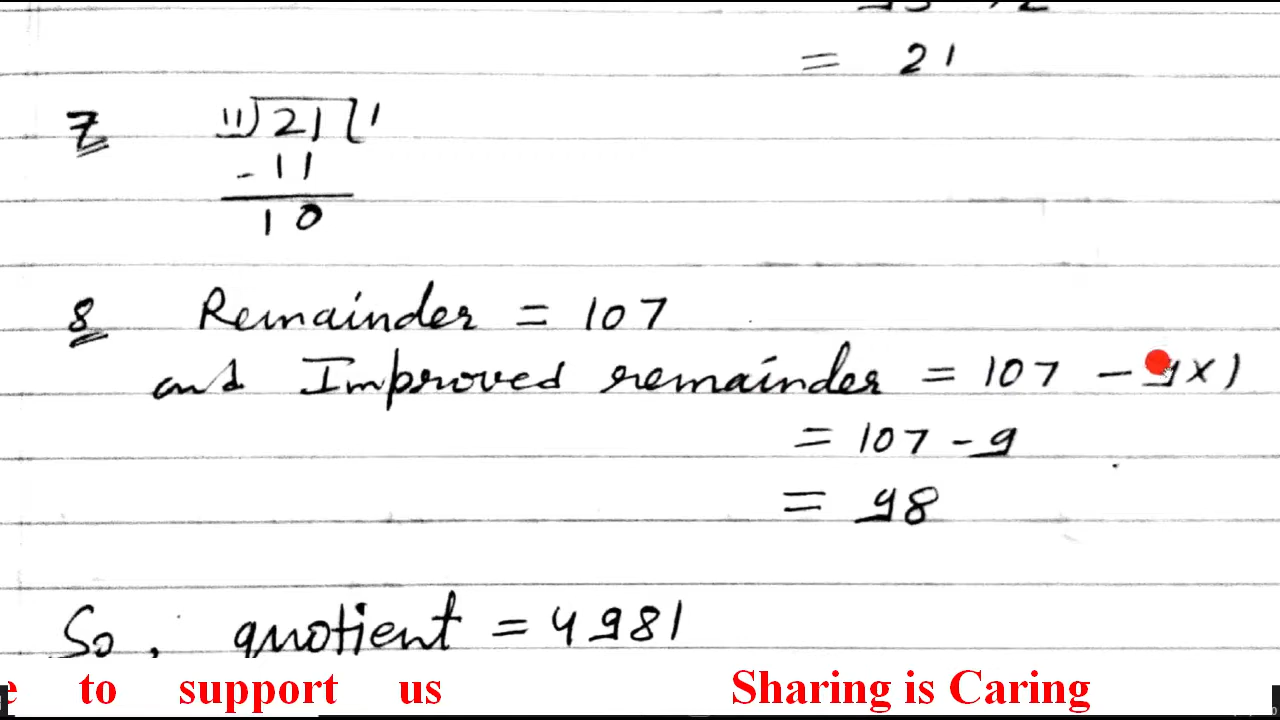 = 21
7 11) 21 ( 1
- 11
10
8 Remainder = 107
and Improved remainder = 107 - 9×1
= 107 - 9
= 98
So, quotient = 4981
to support us Sharing is Caring